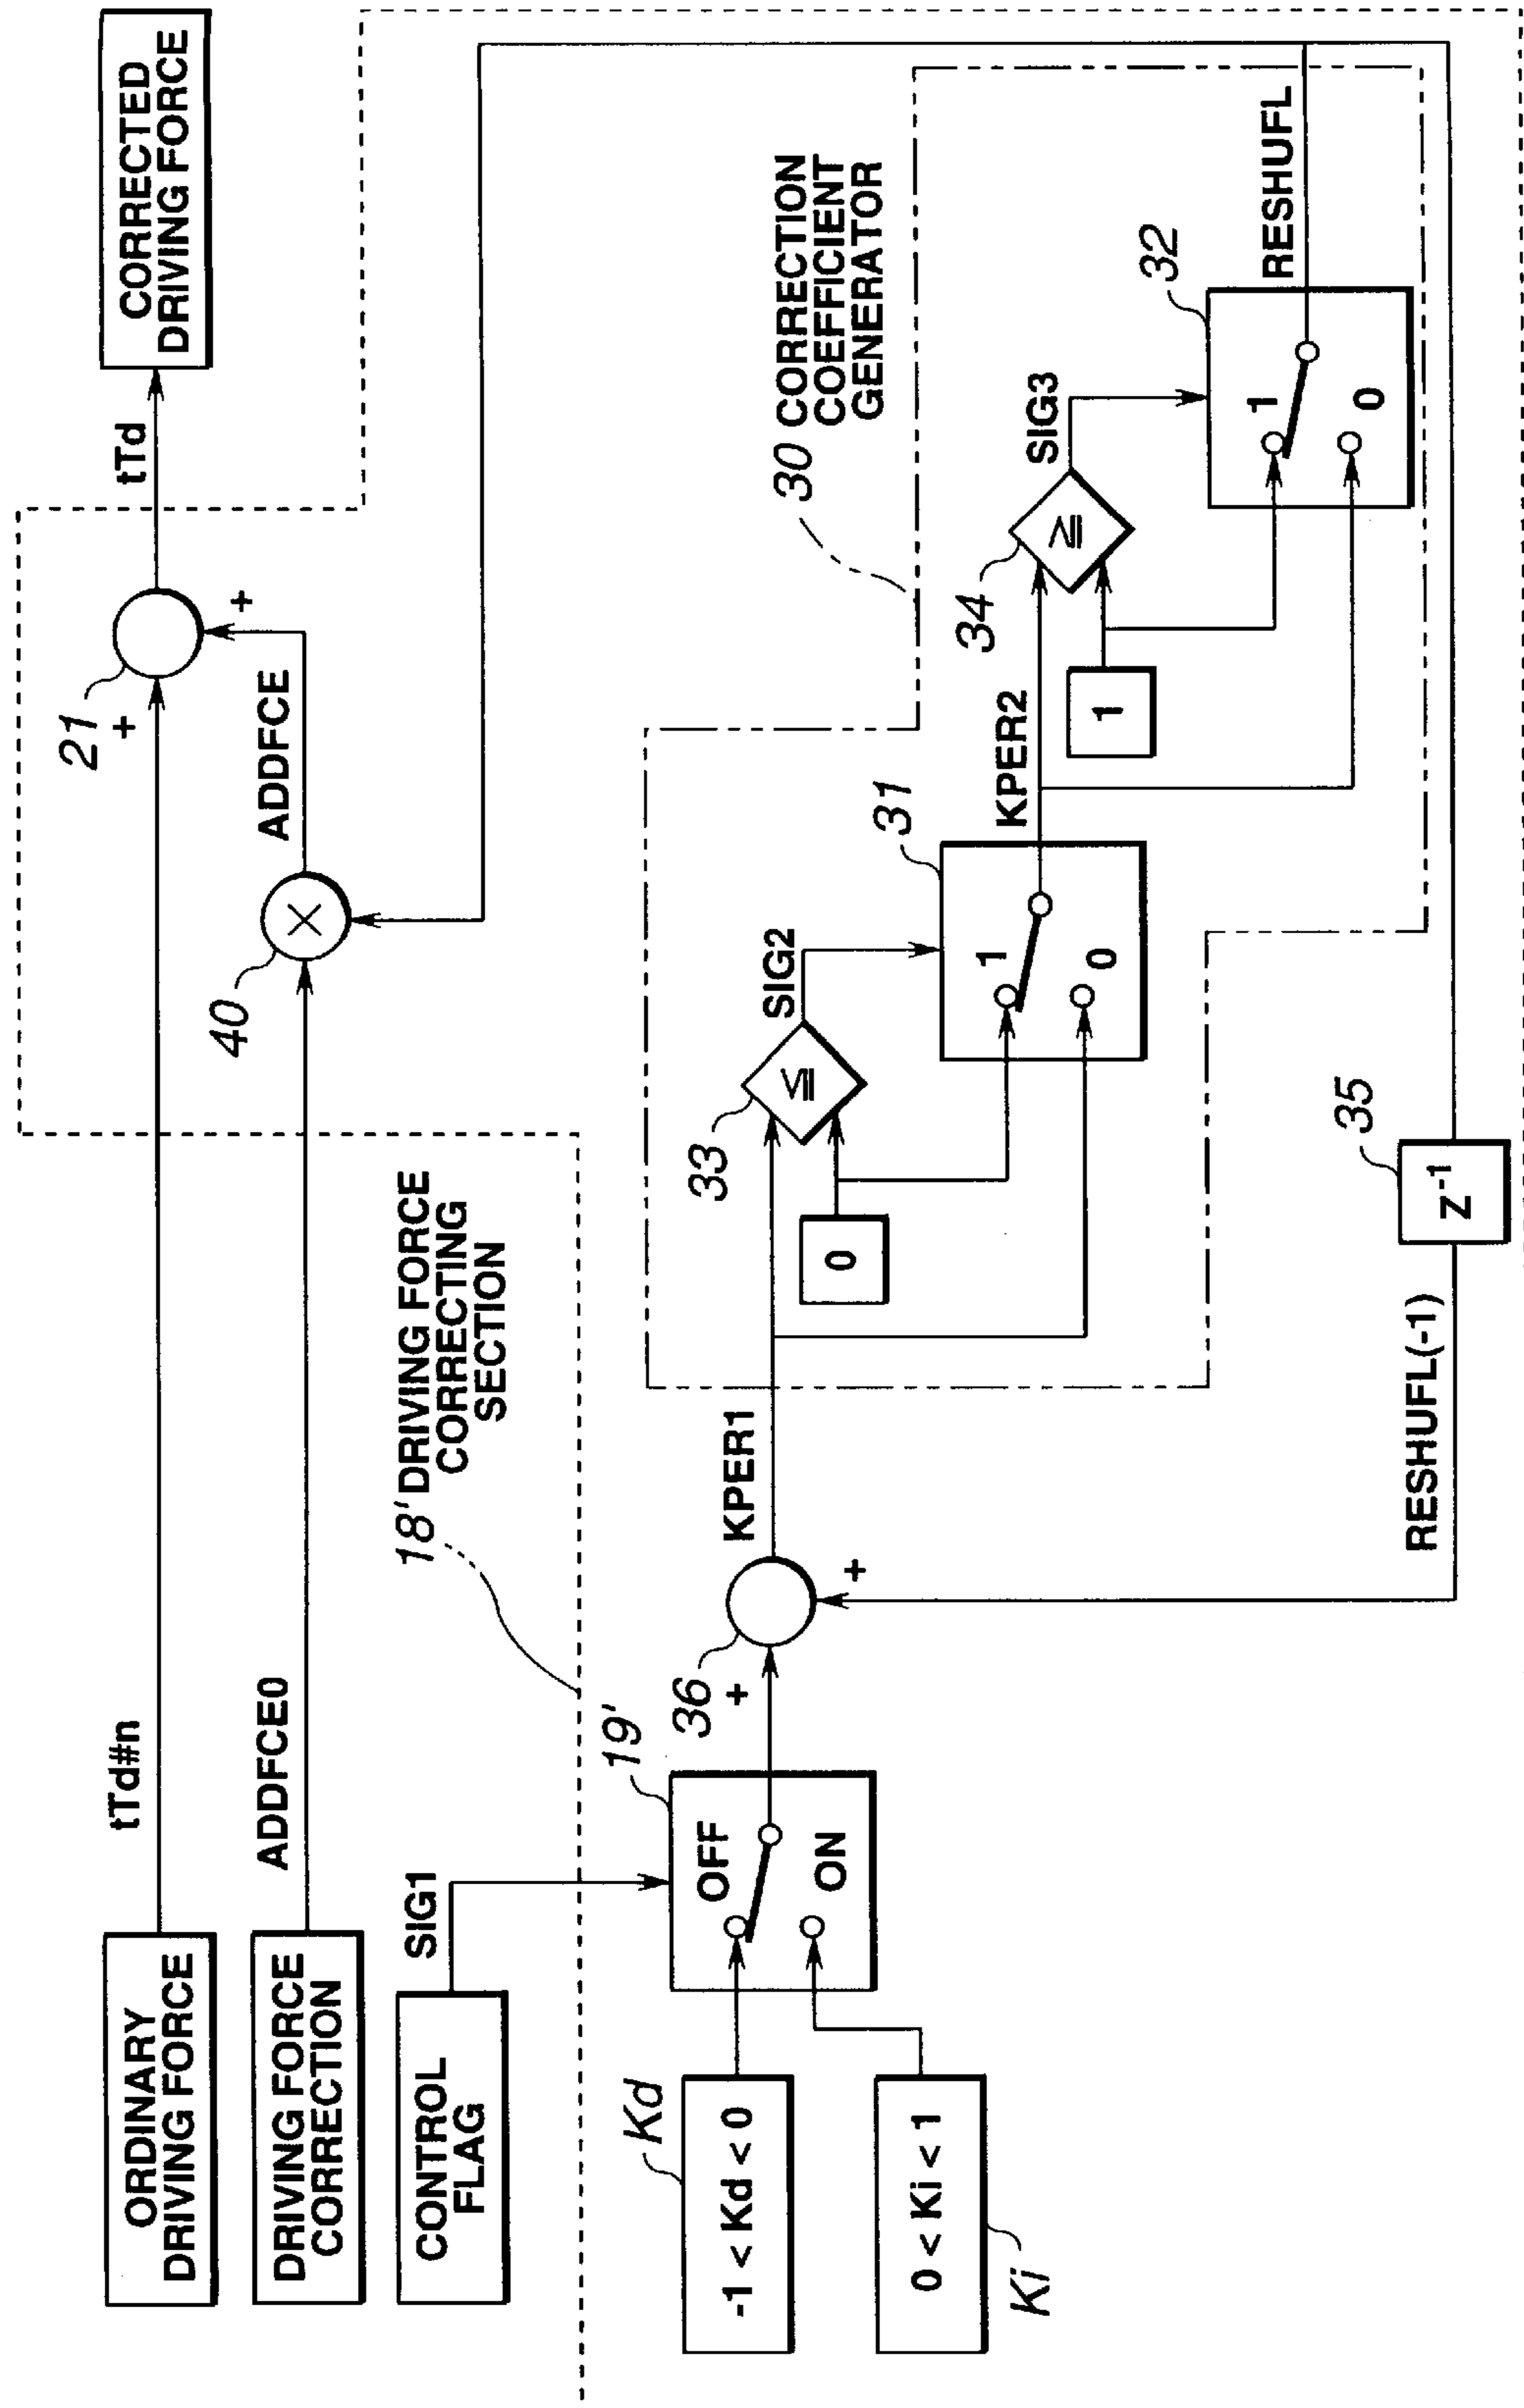 ORDINARY
DRIVING FORCE
tTd#n
21
+
+
tTd
CORRECTED
DRIVING FORCE
DRIVING FORCE
CORRECTION
ADDFCE0
40
×
ADDFCE
CONTROL
FLAG
SIG1
18' DRIVING FORCE
CORRECTING
SECTION
Kd
-1 < Kd < 0
0 < Ki < 1
Ki
19'
OFF
ON
36
+
+
KPER1
33
≦
0
SIG2
31
1
0
KPER2
34
≧
1
SIG3
32
1
0
30 CORRECTION
COEFFICIENT
GENERATOR
RESHUFL
RESHUFL(-1)
35
Z⁻¹